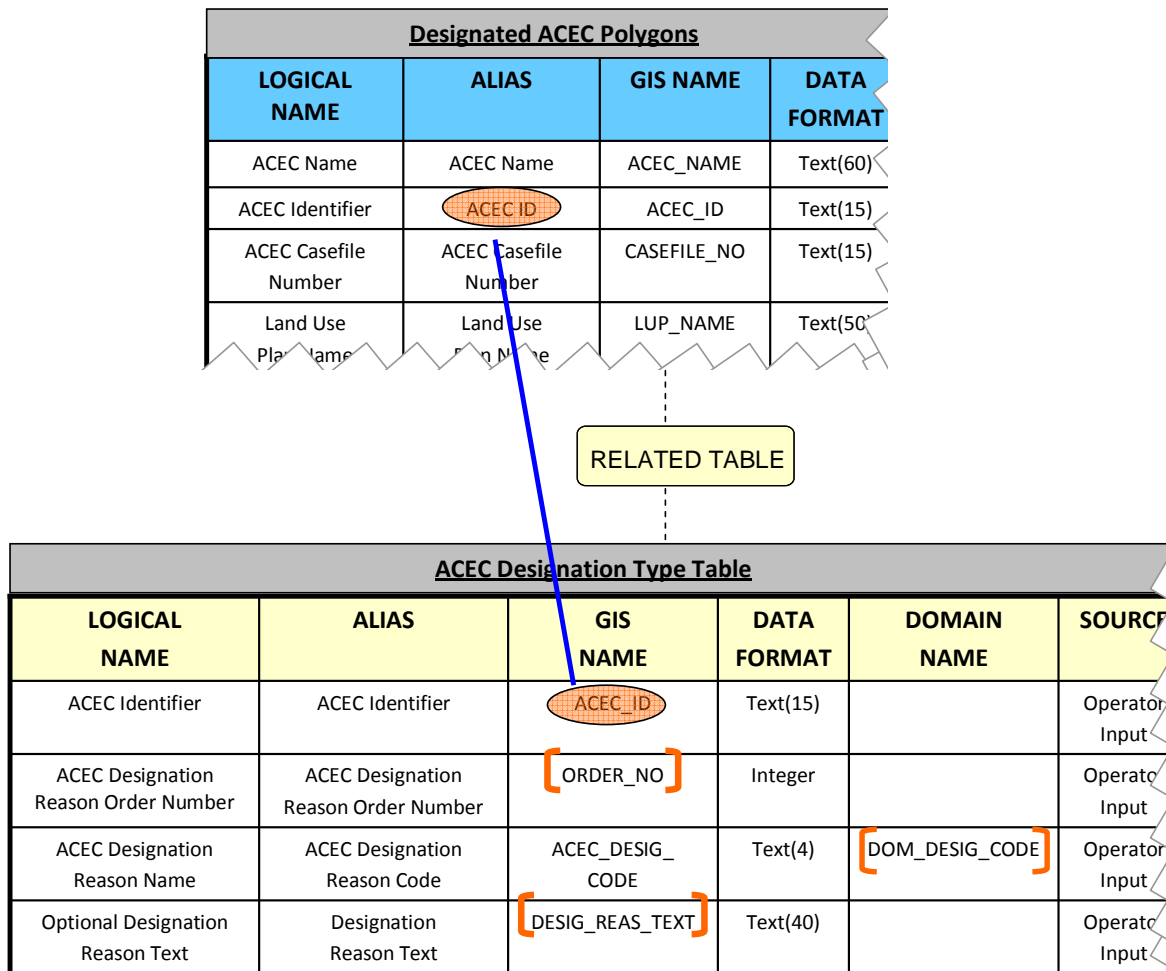 Designated ACEC Polygons
LOGICAL NAME ALIAS GIS NAME DATA FORMAT
ACEC Name ACEC Name ACEC_NAME Text(60)
ACEC Identifier ACEC ID ACEC_ID Text(15)
ACEC Casefile Number ACEC Casefile Number CASEFILE_NO Text(15)
Land Use Land Use LUP_NAME Text(50)
RELATED TABLE
ACEC Designation Type Table
LOGICAL NAME ALIAS GIS NAME DATA FORMAT DOMAIN NAME SOURCE
ACEC Identifier ACEC Identifier ACEC_ID Text(15) Operator Input
ACEC Designation Reason Order Number ACEC Designation Reason Order Number ORDER_NO Integer Operator Input
ACEC Designation Reason Name ACEC Designation Reason Code ACEC_DESIG_ CODE Text(4) DOM_DESIG_CODE Operator Input
Optional Designation Reason Text Designation Reason Text DESIG_REAS_TEXT Text(40) Operator Input